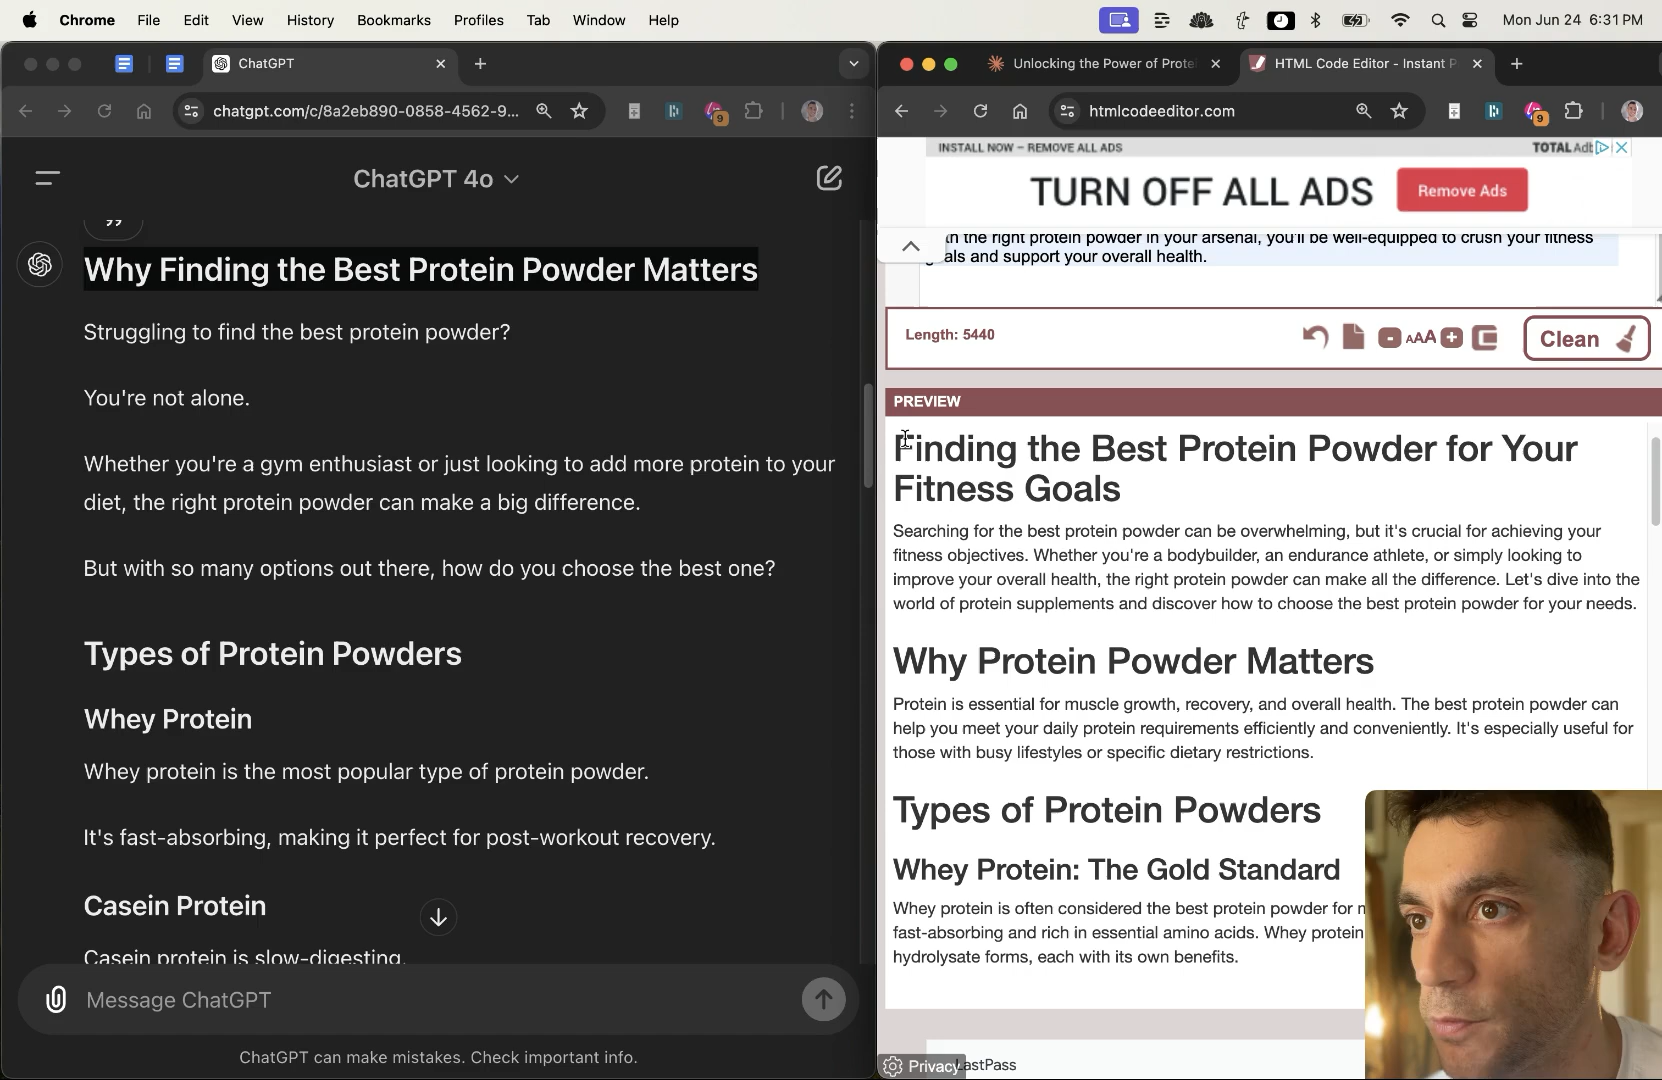 Chrome File Edit View History Bookmarks Profiles Tab Window Help
Mon Jun 24 6:31 PM
ChatGPT
chatgpt.com/c/8a2eb890-0858-4562-9...
9
ChatGPT 4o
Why Finding the Best Protein Powder Matters
Struggling to find the best protein powder?
You're not alone.
Whether you're a gym enthusiast or just looking to add more protein to your
diet, the right protein powder can make a big difference.
But with so many options out there, how do you choose the best one?
Types of Protein Powders
Whey Protein
Whey protein is the most popular type of protein powder.
It's fast-absorbing, making it perfect for post-workout recovery.
Casein Protein
Casein protein is slow-digesting.
Message ChatGPT
ChatGPT can make mistakes. Check important info.
Unlocking the Power of Prote
HTML Code Editor - Instant P
htmlcodeeditor.com
9
INSTALL NOW – REMOVE ALL ADS
TOTAL Adb
TURN OFF ALL ADS
Remove Ads
the right protein powder in your arsenal, you'll be well-equipped to crush your fitness
als and support your overall health.
Length: 5440
- AAA +
Clean
PREVIEW
Finding the Best Protein Powder for Your
Fitness Goals
Searching for the best protein powder can be overwhelming, but it's crucial for achieving your
fitness objectives. Whether you're a bodybuilder, an endurance athlete, or simply looking to
improve your overall health, the right protein powder can make all the difference. Let's dive into the
world of protein supplements and discover how to choose the best protein powder for your needs.
Why Protein Powder Matters
Protein is essential for muscle growth, recovery, and overall health. The best protein powder can
help you meet your daily protein requirements efficiently and conveniently. It's especially useful for
those with busy lifestyles or specific dietary restrictions.
Types of Protein Powders
Whey Protein: The Gold Standard
Whey protein is often considered the best protein powder for
fast-absorbing and rich in essential amino acids. Whey protein
hydrolysate forms, each with its own benefits.
Privacy
LastPass